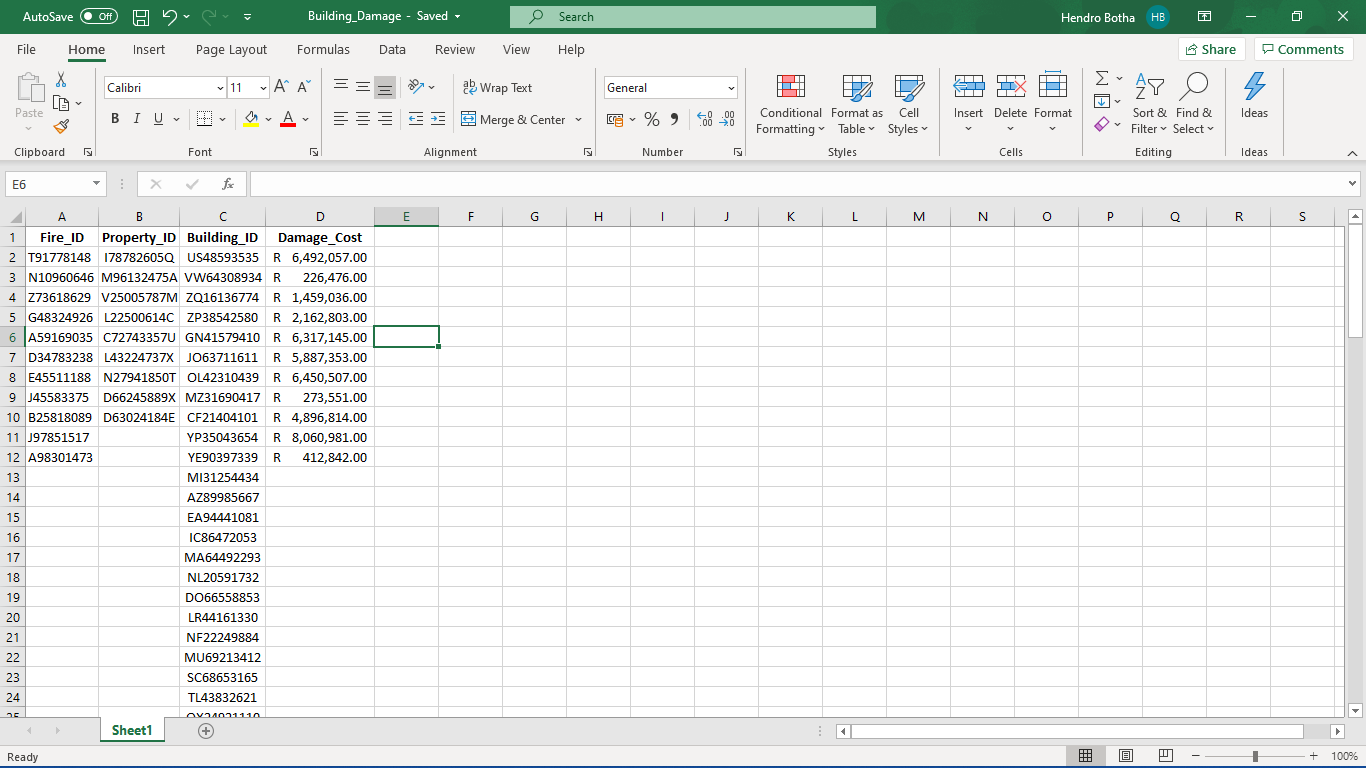 AutoSave Off Building_Damage - Saved Search Hendro Botha HB
File Home Insert Page Layout Formulas Data Review View Help Share Comments
Paste Calibri 11 A A ab Wrap Text General Conditional Formatting Format as Table Cell Styles Insert Delete Format Sort & Filter Find & Select Ideas
B I U A Merge & Center %
Clipboard Font Alignment Number Styles Cells Editing Ideas
E6 fx
A B C D E F G H I J K L M N O P Q R S
1 Fire_ID Property_ID Building_ID Damage_Cost
2 T91778148 I78782605Q US48593535 R 6,492,057.00
3 N10960646 M96132475A VW64308934 R 226,476.00
4 Z73618629 V25005787M ZQ16136774 R 1,459,036.00
5 G48324926 L22500614C ZP38542580 R 2,162,803.00
6 A59169035 C72743357U GN41579410 R 6,317,145.00
7 D34783238 L43224737X JO63711611 R 5,887,353.00
8 E45511188 N27941850T OL42310439 R 6,450,507.00
9 J45583375 D66245889X MZ31690417 R 273,551.00
10 B25818089 D63024184E CF21404101 R 4,896,814.00
11 J97851517 YP35043654 R 8,060,981.00
12 A98301473 YE90397339 R 412,842.00
13 MI31254434
14 AZ89985667
15 EA94441081
16 IC86472053
17 MA64492293
18 NL20591732
19 DO66558853
20 LR44161330
21 NF22249884
22 MU69213412
23 SC68653165
24 TL43832621
Sheet1
Ready 100%